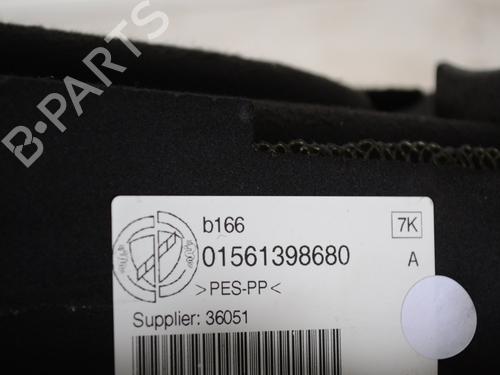 B-PARTS
b166
7K
01561398680
A
>PES-PP<
Supplier: 36051